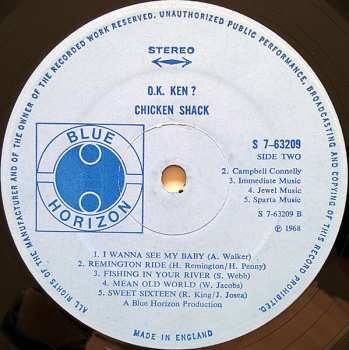 ALL RIGHTS OF THE MANUFACTURER AND OF THE OWNER OF THE RECORDED WORK RESERVED. UNAUTHORISED PUBLIC PERFORMANCE, BROADCASTING AND COPYING OF THIS RECORD PROHIBITED.
STEREO
O.K. KEN?
CHICKEN SHACK
BLUE
HORIZON
S 7-63209
SIDE TWO
2. Campbell Connelly
3. Immediate Music
4. Jewel Music
5. Sparta Music
S 7-63209 B
℗ 1968
1. I WANNA SEE MY BABY (A. Walker)
2. REMINGTON RIDE (H. Remington/H. Penny)
3. FISHING IN YOUR RIVER (S. Webb)
4. MEAN OLD WORLD (W. Jacobs)
5. SWEET SIXTEEN (R. King/J. Josea)
A Blue Horizon Production
MADE IN ENGLAND